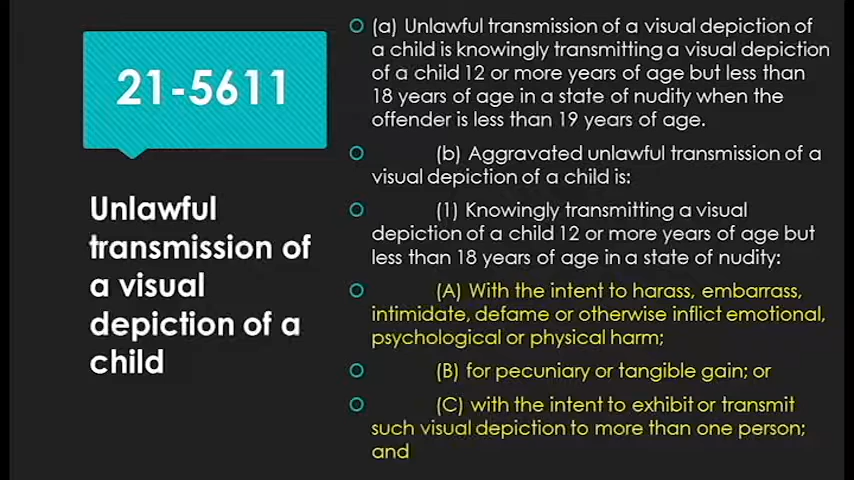 21-5611
Unlawful
transmission of
a visual
depiction of a
child
(a) Unlawful transmission of a visual depiction of
a child is knowingly transmitting a visual depiction
of a child 12 or more years of age but less than
18 years of age in a state of nudity when the
offender is less than 19 years of age.
(b) Aggravated unlawful transmission of a
visual depiction of a child is:
(1) Knowingly transmitting a visual
depiction of a child 12 or more years of age but
less than 18 years of age in a state of nudity:
(A) With the intent to harass, embarrass,
intimidate, defame or otherwise inflict emotional,
psychological or physical harm;
(B) for pecuniary or tangible gain; or
(C) with the intent to exhibit or transmit
such visual depiction to more than one person;
and